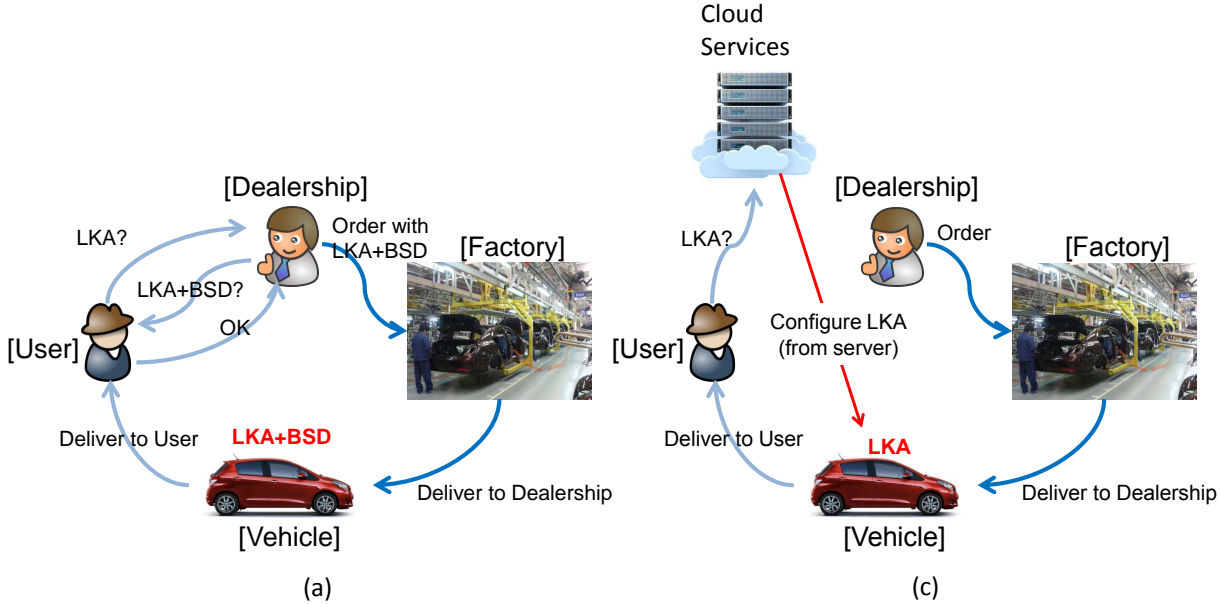 [Dealership]
LKA?
Order with
LKA+BSD
[Factory]
LKA+BSD?
OK
[User]
Deliver to User
LKA+BSD
Deliver to Dealership
[Vehicle]
(a)
Cloud
Services
[Dealership]
LKA?
Order
[Factory]
Configure LKA
(from server)
[User]
Deliver to User
LKA
Deliver to Dealership
[Vehicle]
(c)